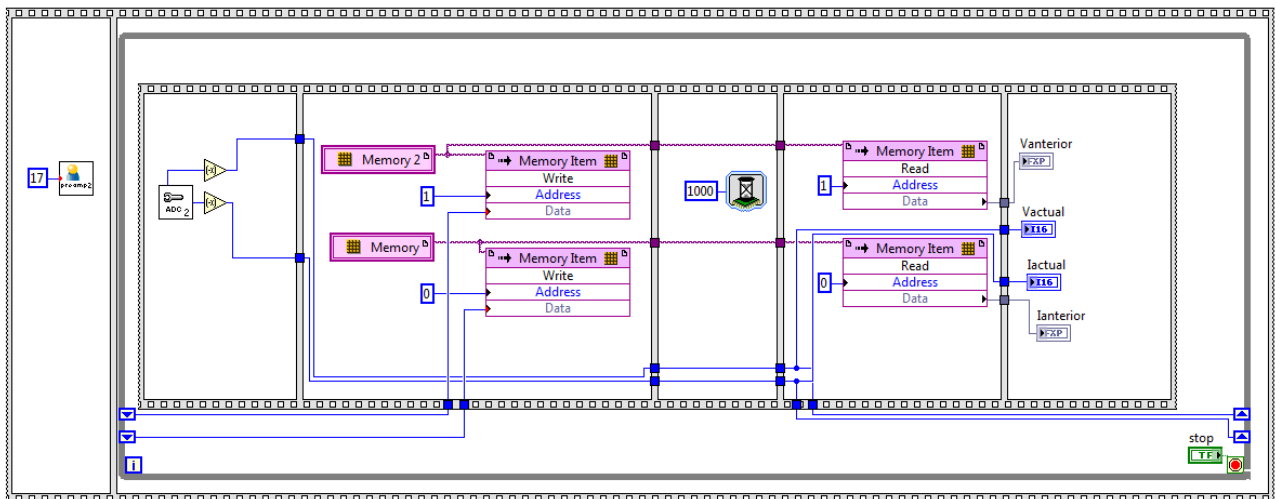 17
preamp2
ADC 2
(-x)
(-x)
Memory 2
Memory Item
Write
Address
Data
1
Memory
Memory Item
Write
Address
Data
0
1000
Memory Item
Read
Address
Data
1
Memory Item
Read
Address
Data
0
Vanterior
FXP
Vactual
I16
Iactual
I16
Ianterior
FXP
i
stop
TF